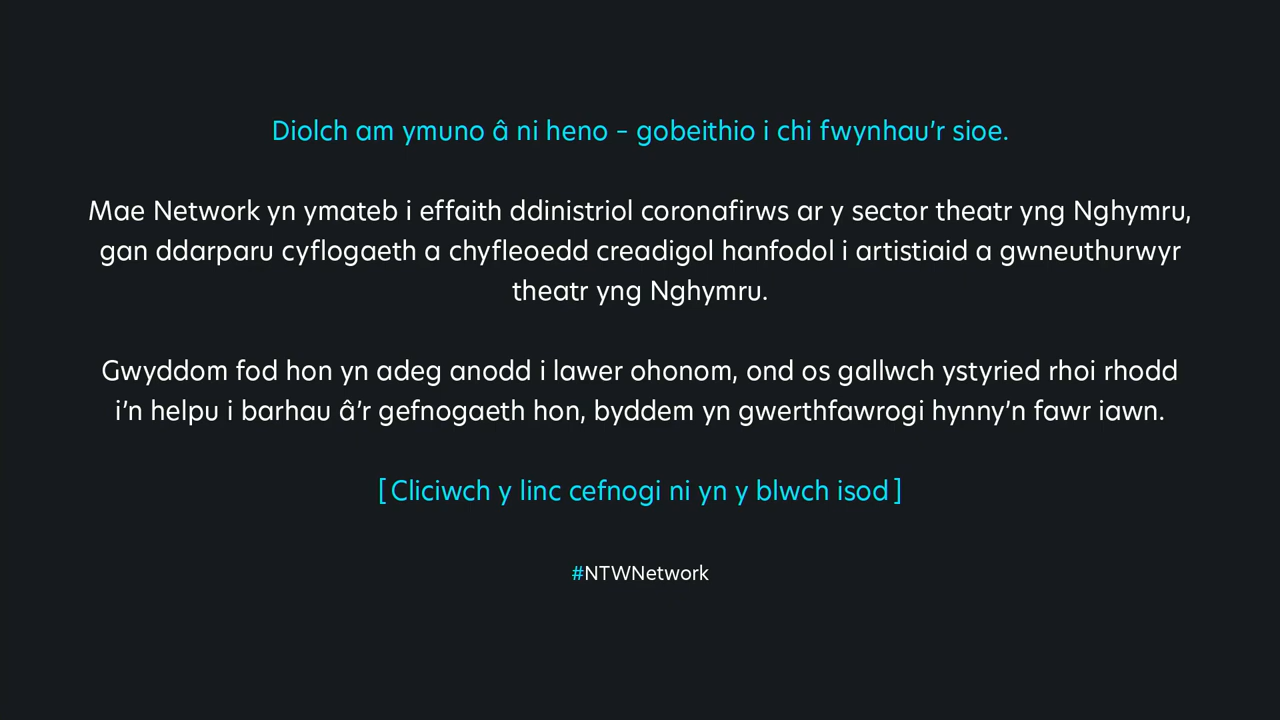 Diolch am ymuno â ni heno – gobeithio i chi fwynhau’r sioe.
Mae Network yn ymateb i effaith ddinistriol coronafirws ar y sector theatr yng Nghymru,
gan ddarparu cyflogaeth a chyfleoedd creadigol hanfodol i artistiaid a gwneuthurwyr
theatr yng Nghymru.
Gwyddom fod hon yn adeg anodd i lawer ohonom, ond os gallwch ystyried rhoi rhodd
i’n helpu i barhau â’r gefnogaeth hon, byddem yn gwerthfawrogi hynny’n fawr iawn.
[Cliciwch y linc cefnogi ni yn y blwch isod]
#NTWNetwork